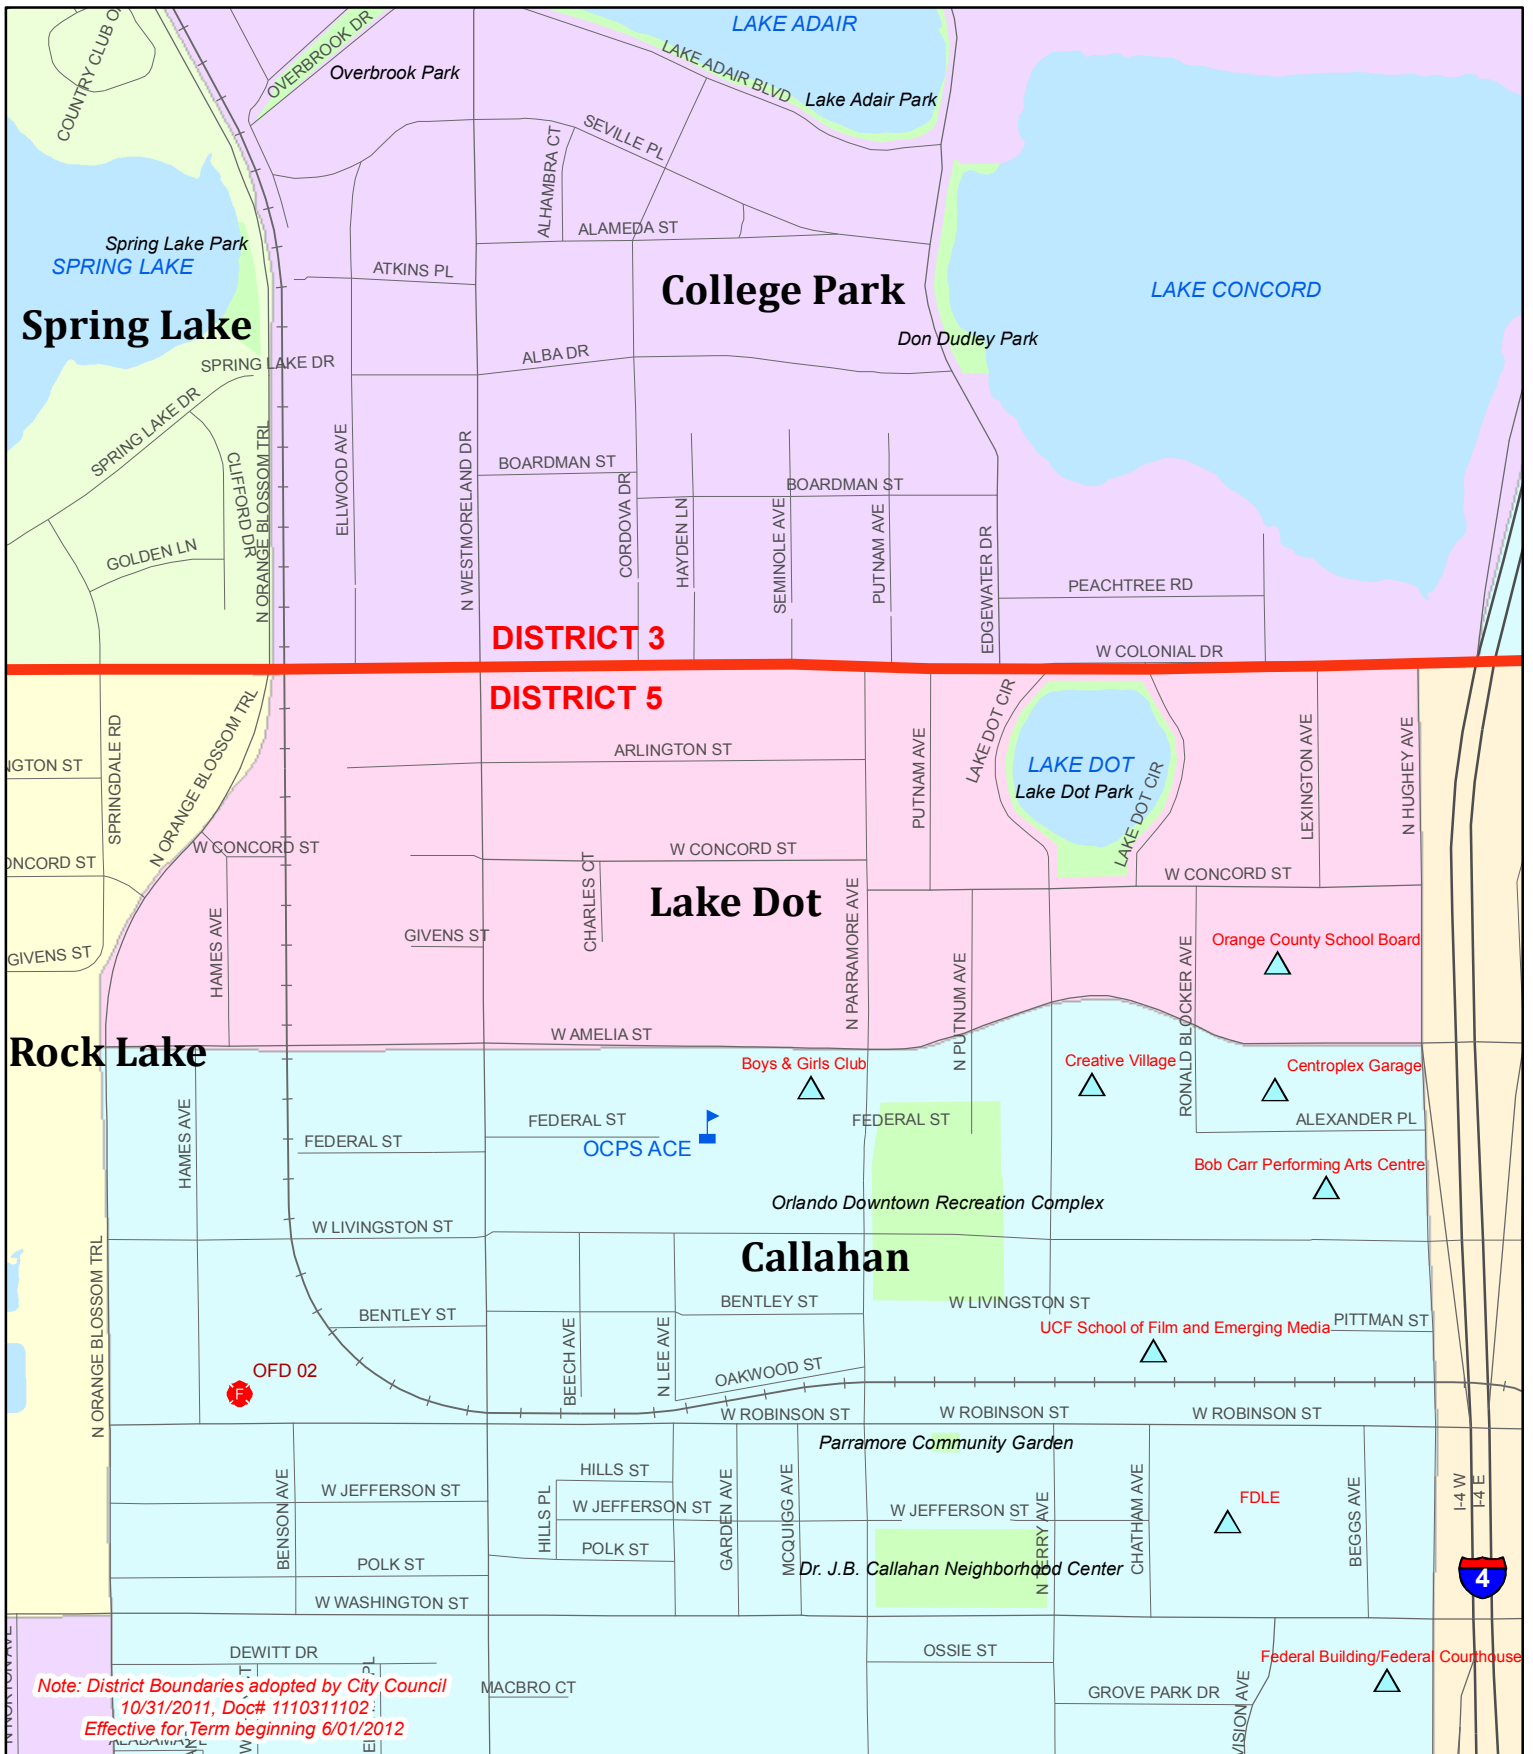 LAKE ADAIR
COUNTRY CLUB
OVERBROOK DR
Overbrook Park
LAKE ADAIR BLVD
Lake Adair Park
SEVILLE PL
ALHAMBRA CT
ALAMEDA ST
Spring Lake Park
SPRING LAKE
ATKINS PL
College Park
LAKE CONCORD
Spring Lake
Don Dudley Park
SPRING LAKE DR
ALBA DR
SPRING LAKE DR
CLIFFORD DR
N ORANGE BLOSSOM TRL
ELLWOOD AVE
N WESTMORELAND DR
BOARDMAN ST
CORDOVA DR
HAYDEN LN
BOARDMAN ST
SEMINOLE AVE
PUTNAM AVE
EDGEWATER DR
GOLDEN LN
PEACHTREE RD
DISTRICT 3
W COLONIAL DR
DISTRICT 5
NGTON ST
SPRINGDALE RD
N ORANGE BLOSSOM TRL
ARLINGTON ST
PUTNAM AVE
LAKE DOT CIR
LAKE DOT
Lake Dot Park
LAKE DOT CIR
LEXINGTON AVE
N HUGHEY AVE
ONCORD ST
W CONCORD ST
W CONCORD ST
W CONCORD ST
CHARLES CT
Lake Dot
N PARRAMORE AVE
HAMES AVE
GIVENS ST
GIVENS ST
N PUTNUM AVE
RONALD BLOCKER AVE
Orange County School Board
W AMELIA ST
Rock Lake
Boys & Girls Club
Creative Village
Centroplex Garage
HAMES AVE
FEDERAL ST
FEDERAL ST
FEDERAL ST
ALEXANDER PL
OCPS ACE
Bob Carr Performing Arts Centre
Orlando Downtown Recreation Complex
W LIVINGSTON ST
Callahan
N ORANGE BLOSSOM TRL
BENTLEY ST
BENTLEY ST
W LIVINGSTON ST
PITTMAN ST
UCF School of Film and Emerging Media
BEECH AVE
N LEE AVE
OAKWOOD ST
OFD 02
F
W ROBINSON ST
W ROBINSON ST
W ROBINSON ST
Parramore Community Garden
BENSON AVE
HILLS ST
W JEFFERSON ST
HILLS PL
W JEFFERSON ST
GARDEN AVE
MCQUIGG AVE
W JEFFERSON ST
N TERRY AVE
CHATHAM AVE
FDLE
BEGGS AVE
I-4 W
I-4 E
POLK ST
POLK ST
Dr. J.B. Callahan Neighborhood Center
4
W WASHINGTON ST
N NORTON AVE
DEWITT DR
OSSIE ST
Federal Building/Federal Courthouse
MACBRO CT
GROVE PARK DR
VISION AVE
Note: District Boundaries adopted by City Council
10/31/2011, Doc# 1110311102
Effective for Term beginning 6/01/2012